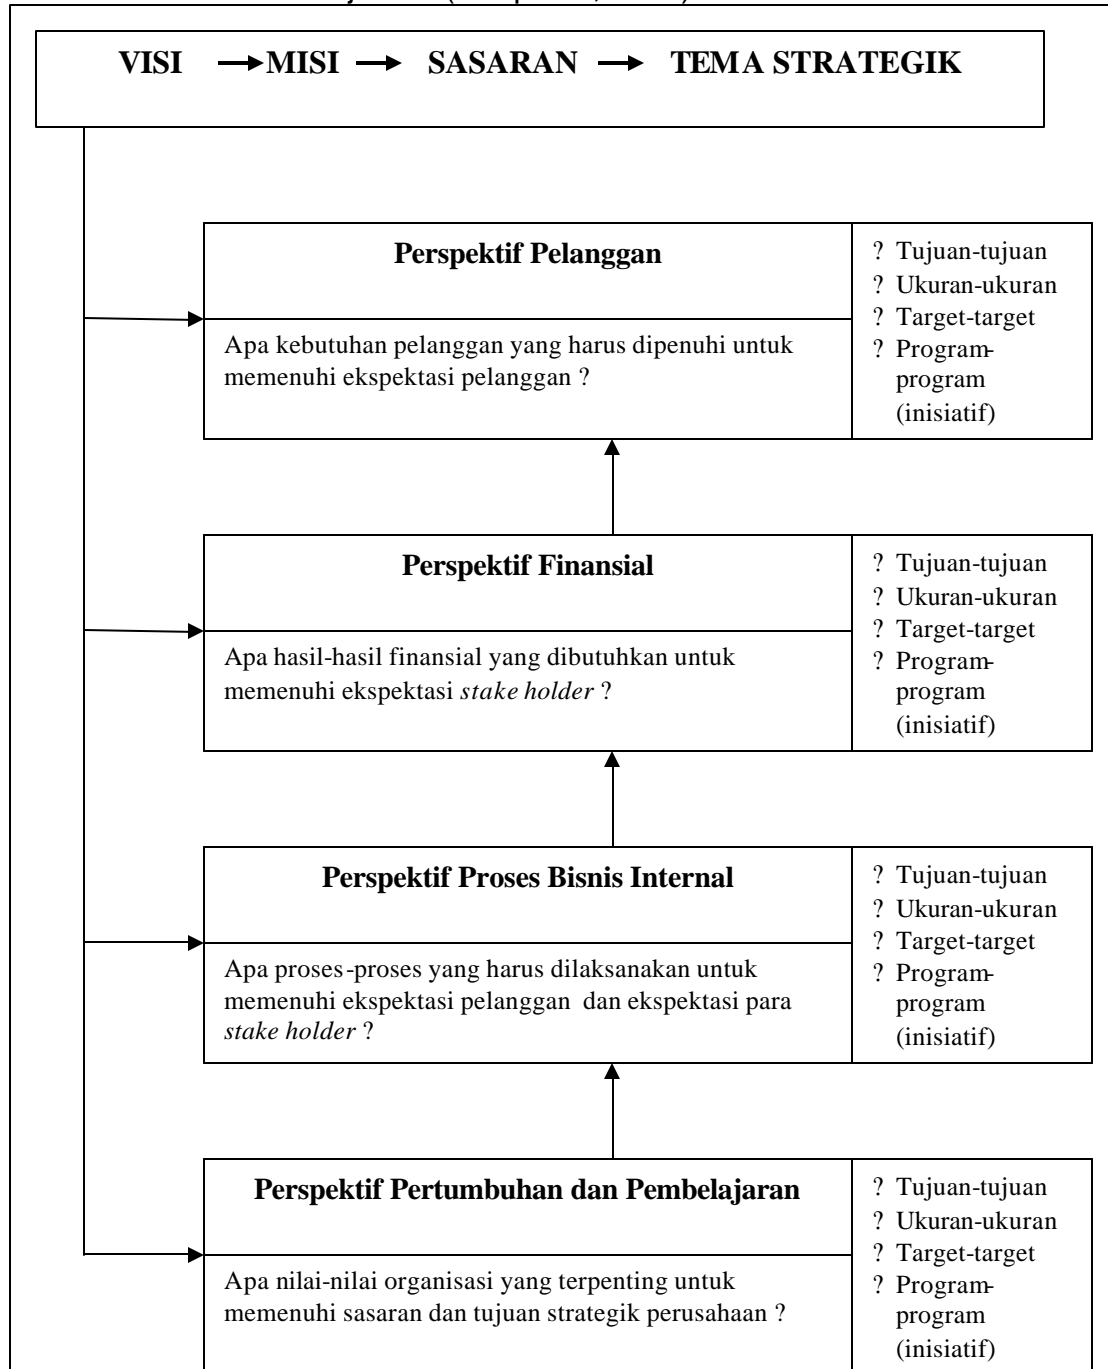 VISI → MISI → SASARAN → TEMA STRATEGIK
Perspektif Pelanggan
Apa kebutuhan pelanggan yang harus dipenuhi untuk
memenuhi ekspektasi pelanggan ?
? Tujuan-tujuan
? Ukuran-ukuran
? Target-target
? Program-
program
(inisiatif)
Perspektif Finansial
Apa hasil-hasil finansial yang dibutuhkan untuk
memenuhi ekspektasi stake holder ?
? Tujuan-tujuan
? Ukuran-ukuran
? Target-target
? Program-
program
(inisiatif)
Perspektif Proses Bisnis Internal
Apa proses-proses yang harus dilaksanakan untuk
memenuhi ekspektasi pelanggan dan ekspektasi para
stake holder ?
? Tujuan-tujuan
? Ukuran-ukuran
? Target-target
? Program-
program
(inisiatif)
Perspektif Pertumbuhan dan Pembelajaran
Apa nilai-nilai organisasi yang terpenting untuk
memenuhi sasaran dan tujuan strategik perusahaan ?
? Tujuan-tujuan
? Ukuran-ukuran
? Target-target
? Program-
program
(inisiatif)